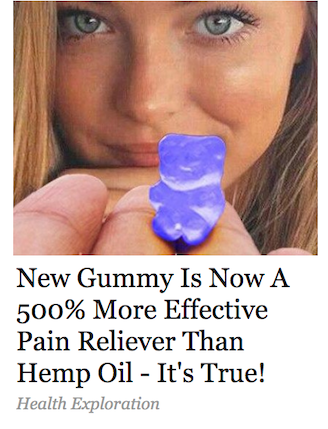 New Gummy Is Now A
500% More Effective
Pain Reliever Than
Hemp Oil - It's True!
Health Exploration